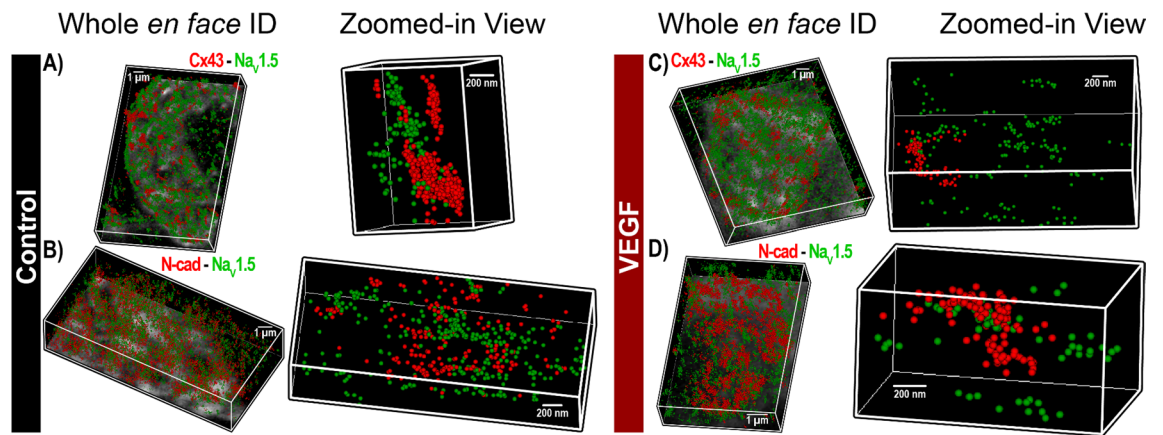 Whole en face ID
Zoomed-in View
Whole en face ID
Zoomed-in View
Control
A)
Cx43 - NaV1.5
1 µm
200 nm
B)
N-cad - NaV1.5
1 µm
200 nm
VEGF
C)
Cx43 - NaV1.5
1 µm
200 nm
D)
N-cad - NaV1.5
1 µm
200 nm